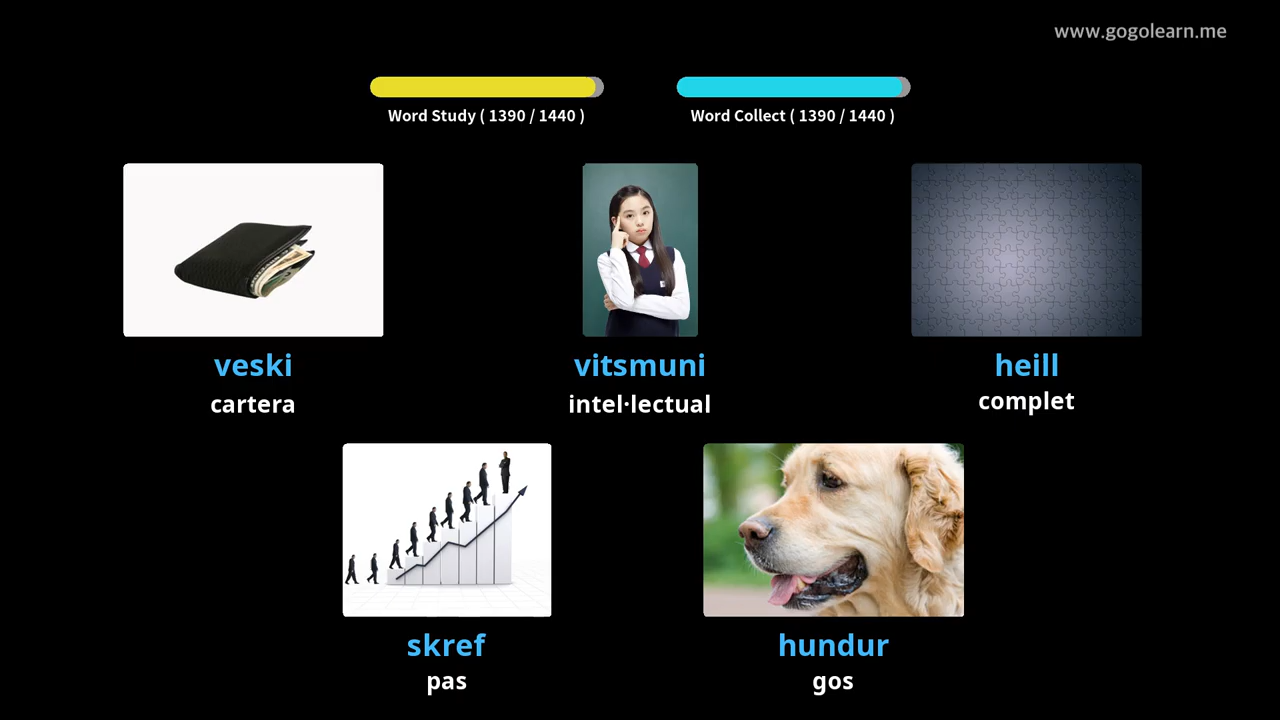 www.gogolearn.me
Word Study ( 1390 / 1440 )
Word Collect ( 1390 / 1440 )
veski
cartera
vitsmuni
intel·lectual
heill
complet
skref
pas
hundur
gos